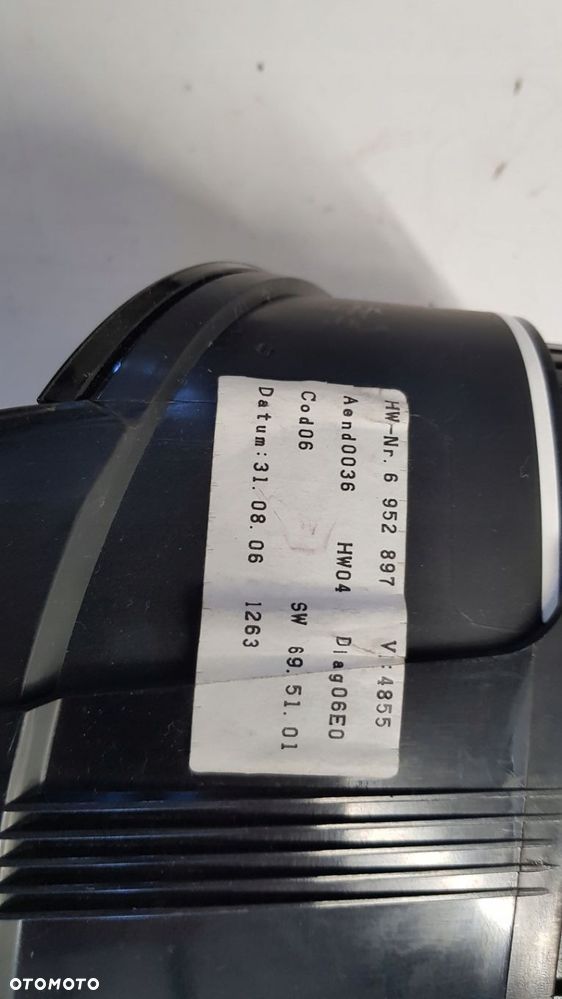 HW-Nr. 6 952 897 VI:4855
Aend0036 HW04 Diag06E0
Cod06 SW 69.51.01
Datum:31.08.06 1263
OTOMOTO